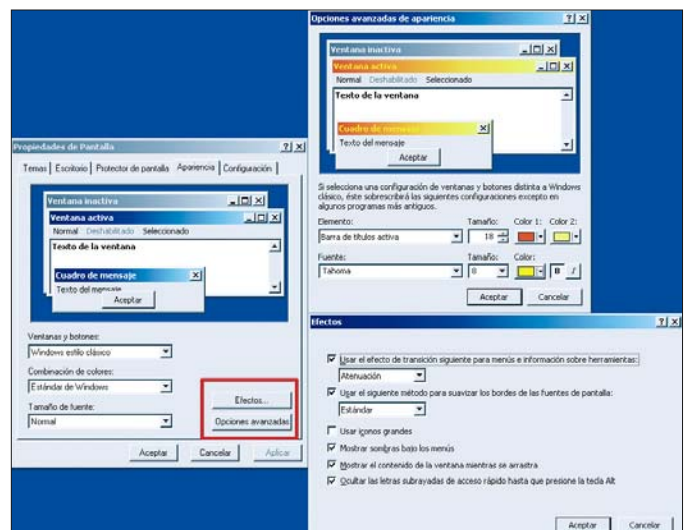 Propiedades de Pantalla
Temas Escritorio Protector de pantalla Apariencia Configuración
Ventana inactiva
Ventana activa
Normal Deshabilitado Seleccionado
Texto de la ventana
Cuadro de mensaje
Texto del mensaje
Aceptar
Ventanas y botones:
Windows estilo clásico
Combinación de colores:
Estándar de Windows
Tamaño de fuente:
Normal
Efectos...
Opciones avanzadas
Aceptar Cancelar Aplicar
Opciones avanzadas de apariencia
Ventana inactiva
Ventana activa
Normal Deshabilitado Seleccionado
Texto de la ventana
Cuadro de mensaje
Texto del mensaje
Aceptar
Si selecciona una configuración de ventanas y botones distinta a Windows
clásico, éste sobrescribirá las siguientes configuraciones excepto en
algunos programas más antiguos.
Elemento: Tamaño: Color 1: Color 2:
Barra de títulos activa 18
Fuente: Tamaño: Color:
Tahoma 8 N I
Aceptar Cancelar
Efectos
Usar el efecto de transición siguiente para menús e información sobre herramientas:
Atenuación
Usar el siguiente método para suavizar los bordes de las fuentes de pantalla:
Estándar
Usar iconos grandes
Mostrar sombras bajo los menús
Mostrar el contenido de la ventana mientras se arrastra
Ocultar las letras subrayadas de acceso rápido hasta que presione la tecla Alt
Aceptar Cancelar